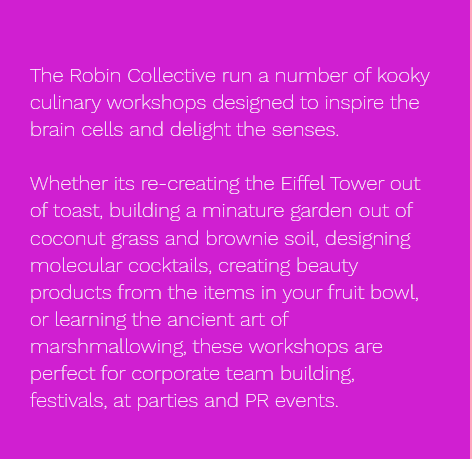 The Robin Collective run a number of kooky
culinary workshops designed to inspire the
brain cells and delight the senses.
Whether its re-creating the Eiffel Tower out
of toast, building a minature garden out of
coconut grass and brownie soil, designing
molecular cocktails, creating beauty
products from the items in your fruit bowl,
or learning the ancient art of
marshmallowing, these workshops are
perfect for corporate team building,
festivals, at parties and PR events.